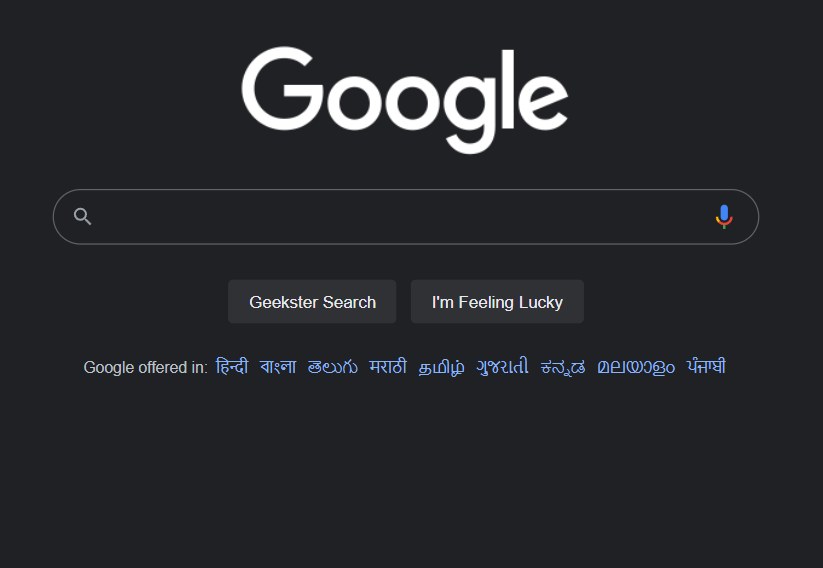 Google
Geekster Search I'm Feeling Lucky
Google offered in: हिन्दी বাংলা తెలుగు मराठी தமிழ் ગુજરાતી ಕನ್ನಡ മലയാളം ਪੰਜਾਬੀ